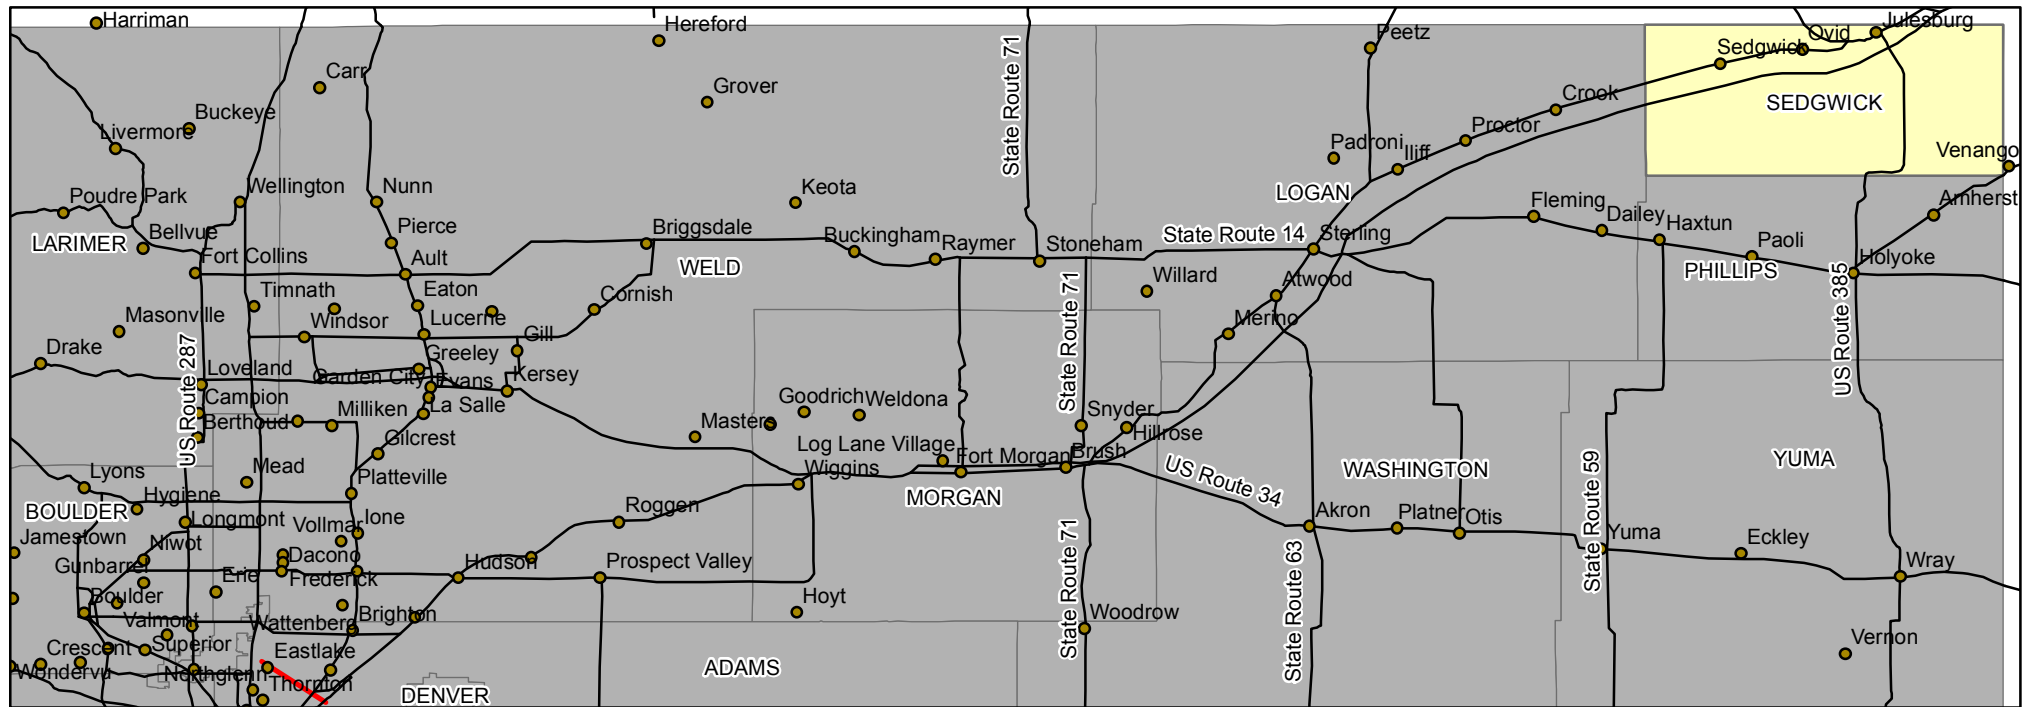 Harriman
Hereford
Peetz
Julesburg
Ovid
Sedgwick
Carr
Grover
State Route 71
Crook
SEDGWICK
Buckeye
Livermore
Proctor
Padroni
Iliff
Venango
Poudre Park
Wellington
Nunn
Keota
LOGAN
Fleming
Amherst
LARIMER
Bellvue
Pierce
Briggsdale
Buckingham
Raymer
Stoneham
State Route 14
Sterling
Dailey
Haxtun
Paoli
Fort Collins
Ault
WELD
Willard
Atwood
PHILLIPS
Holyoke
Timnath
Eaton
Cornish
State Route 71
US Route 385
Masonville
Windsor
Lucerne
Gill
Merino
Drake
US Route 287
Loveland
Greeley
Garden City
Evans
Kersey
Campion
Berthoud
Milliken
La Salle
Goodrich
Weldona
Masters
Snyder
Hillrose
Gilcrest
Log Lane Village
Fort Morgan
Brush
Lyons
Mead
Platteville
Wiggins
MORGAN
US Route 34
WASHINGTON
YUMA
Hygiene
BOULDER
Longmont
Vollmar
Ione
Roggen
State Route 71
Akron
Platner
Otis
State Route 59
Yuma
Eckley
Jamestown
Niwot
Dacono
Hudson
Prospect Valley
State Route 63
Wray
Gunbarrel
Erie
Frederick
Boulder
Hoyt
Woodrow
Valmont
Wattenberg
Brighton
Crescent
Superior
Eastlake
Vernon
Wondervu
Northglenn
Thornton
ADAMS
DENVER